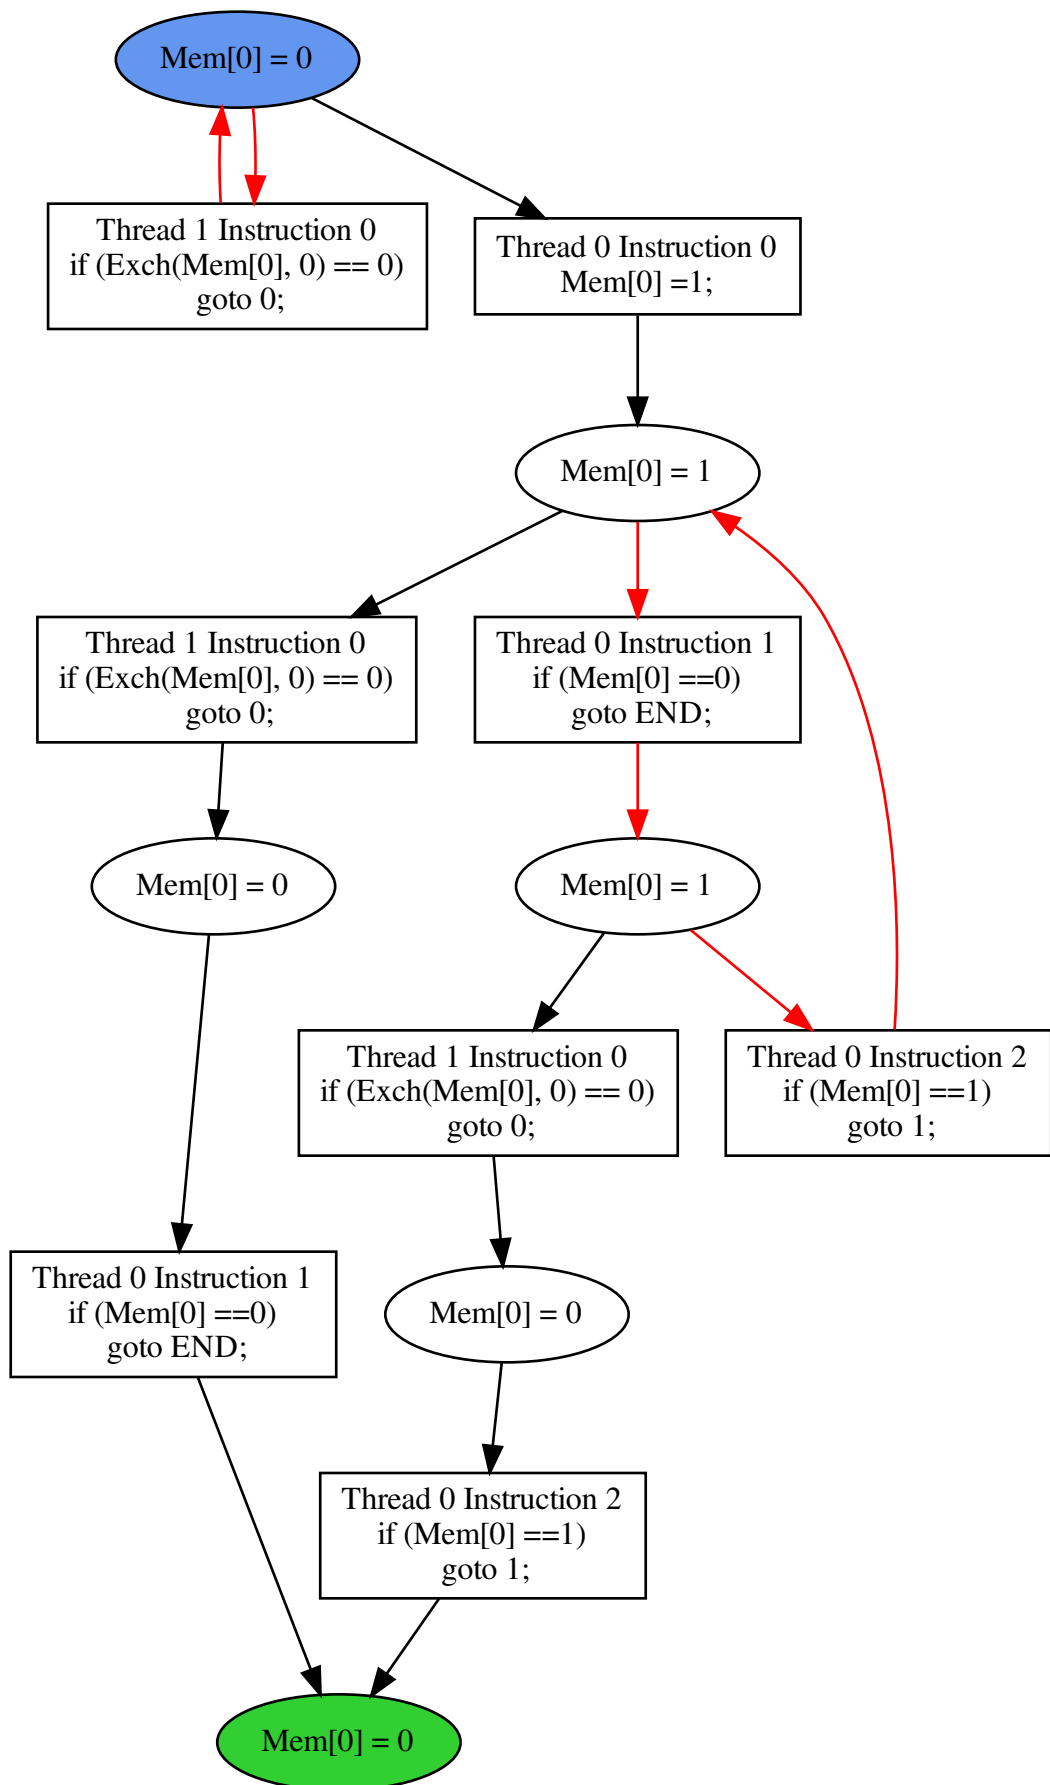 Mem[0] = 0
Thread 1 Instruction 0
if (Exch(Mem[0], 0) == 0)
goto 0;
Thread 0 Instruction 0
Mem[0] =1;
Mem[0] = 1
Thread 1 Instruction 0
if (Exch(Mem[0], 0) == 0)
goto 0;
Thread 0 Instruction 1
if (Mem[0] ==0)
goto END;
Mem[0] = 0
Mem[0] = 1
Thread 1 Instruction 0
if (Exch(Mem[0], 0) == 0)
goto 0;
Thread 0 Instruction 2
if (Mem[0] ==1)
goto 1;
Thread 0 Instruction 1
if (Mem[0] ==0)
goto END;
Mem[0] = 0
Thread 0 Instruction 2
if (Mem[0] ==1)
goto 1;
Mem[0] = 0